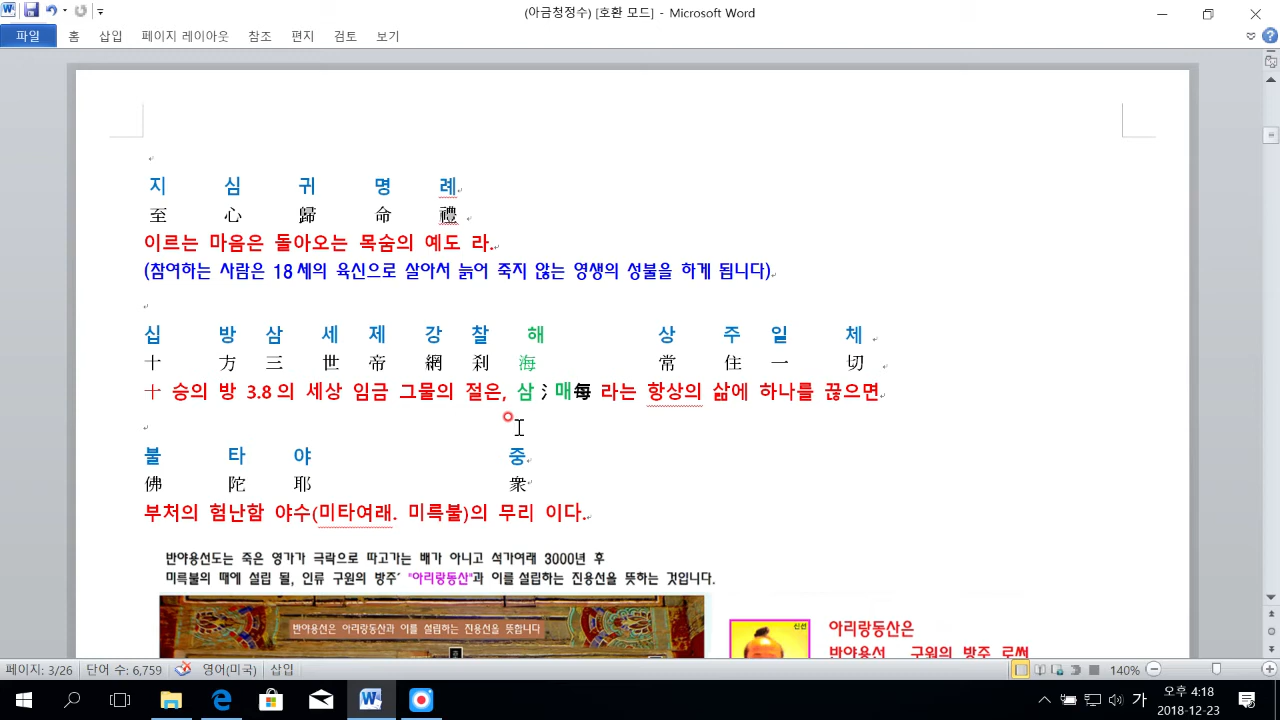 (아금청정수) [호환 모드] - Microsoft Word
파일 홈 삽입 페이지 레이아웃 참조 편지 검토 보기
지 심 귀 명 례
至 心 歸 命 禮
이르는 마음은 돌아오는 목숨의 예도 라.
(참여하는 사람은 18세의 육신으로 살아서 늙어 죽지 않는 영생의 성불을 하게 됩니다)
십 방 삼 세 제 강 찰 해 상 주 일 체
十 方 三 世 帝 網 刹 海 常 住 一 切
十 승의 방 3.8의 세상 임금 그물의 절은, 삼 氵매每 라는 항상의 삶에 하나를 끊으면
불 타 야 중
佛 陀 耶 衆
부처의 험난함 야수(미타여래. 미륵불)의 무리 이다.
반야용선도는 죽은 영가가 극락으로 따고가는 배가 아니고 석가여래 3000년 후
미륵불의 때에 설립 될, 인류 구원의 방주´ "아리랑동산"과 이를 설립하는 진용선을 뜻하는 것입니다.
반야용선은 아리랑동산과 이를 설립하는 진용선을 뜻합니다
신선
아리랑동산은
반야용선 구원의 방주 로써
페이지: 3/26 단어 수: 6,759 영어(미국) 삽입 140%
가 오후 4:18
2018-12-23